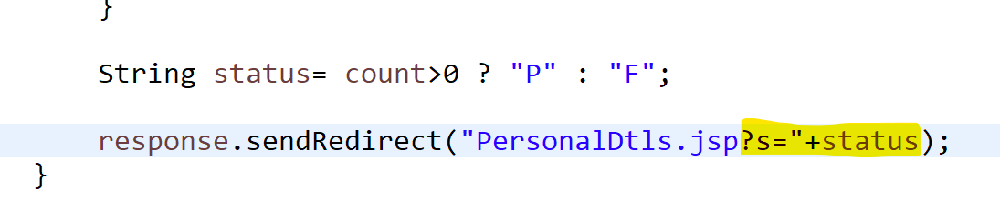 }
String status= count>0 ? "P" : "F";
response.sendRedirect("PersonalDtls.jsp?s="+status);
}